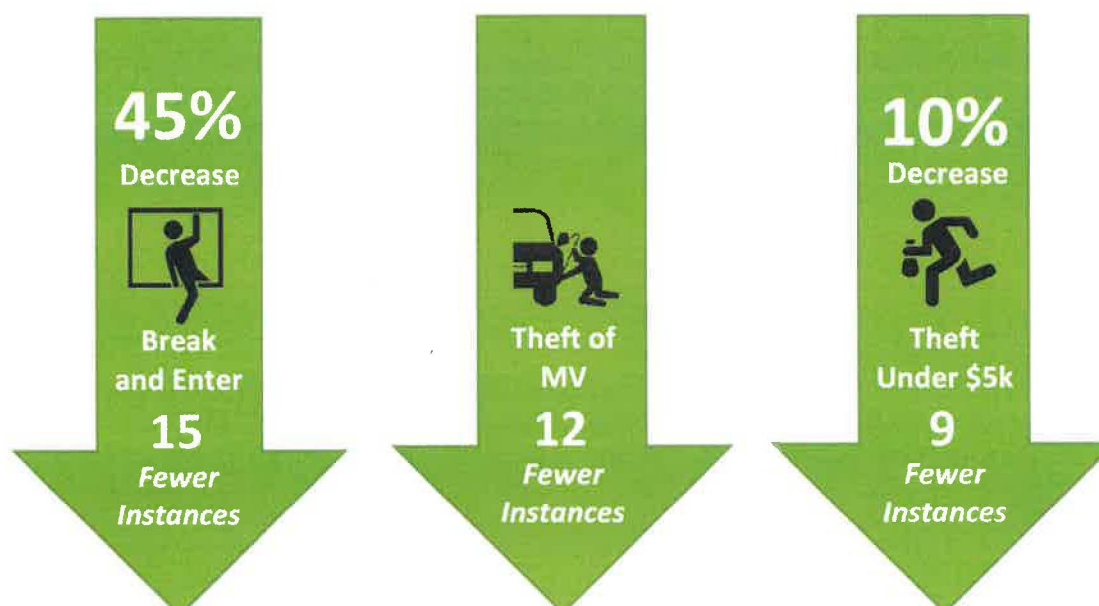 45%
Decrease
Break
and Enter
15
Fewer
Instances
Theft of
MV
12
Fewer
Instances
10%
Decrease
Theft
Under $5k
9
Fewer
Instances